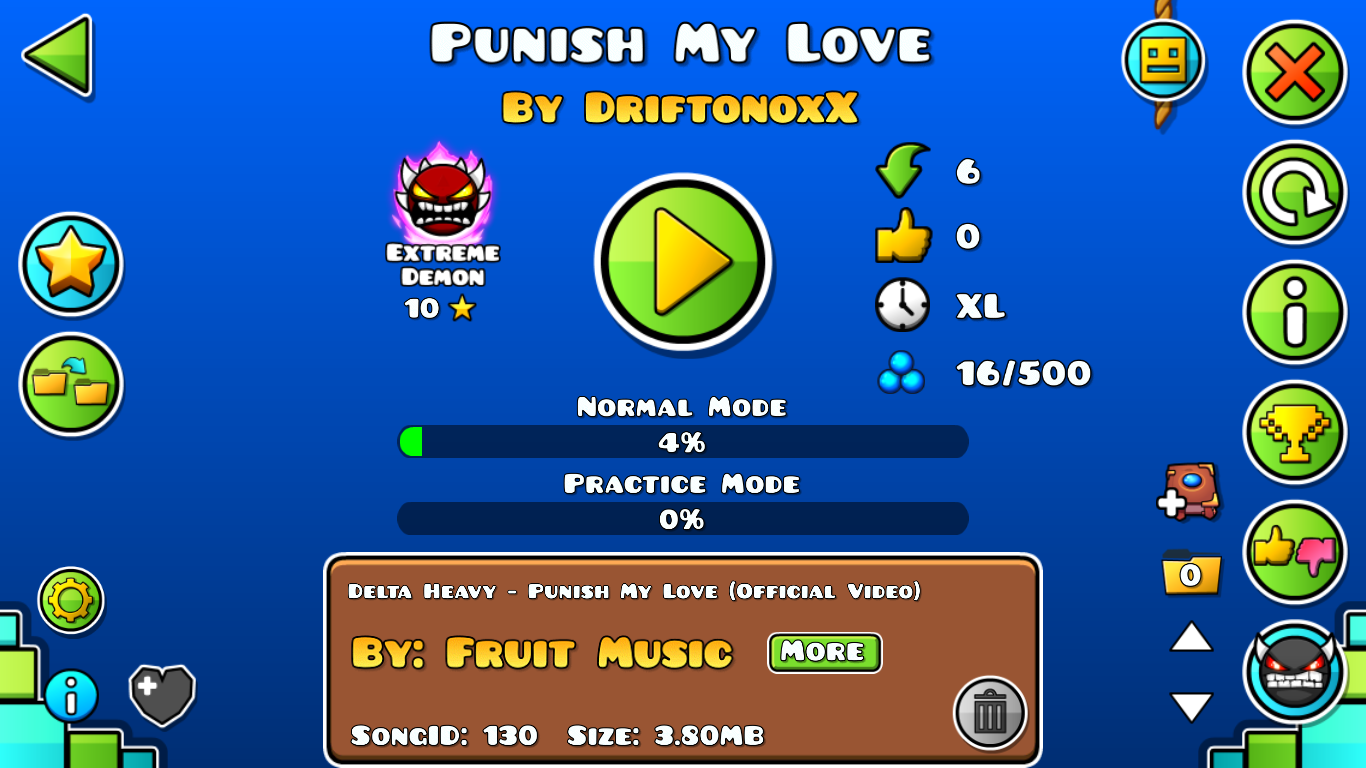 Punish My Love
By DriftonoxX
6
Extreme
Demon
10
0
XL
16/500
Normal Mode
4%
Practice Mode
0%
Delta Heavy - Punish My Love (Official Video)
By: Fruit Music More
0
SongID: 130 Size: 3.80MB